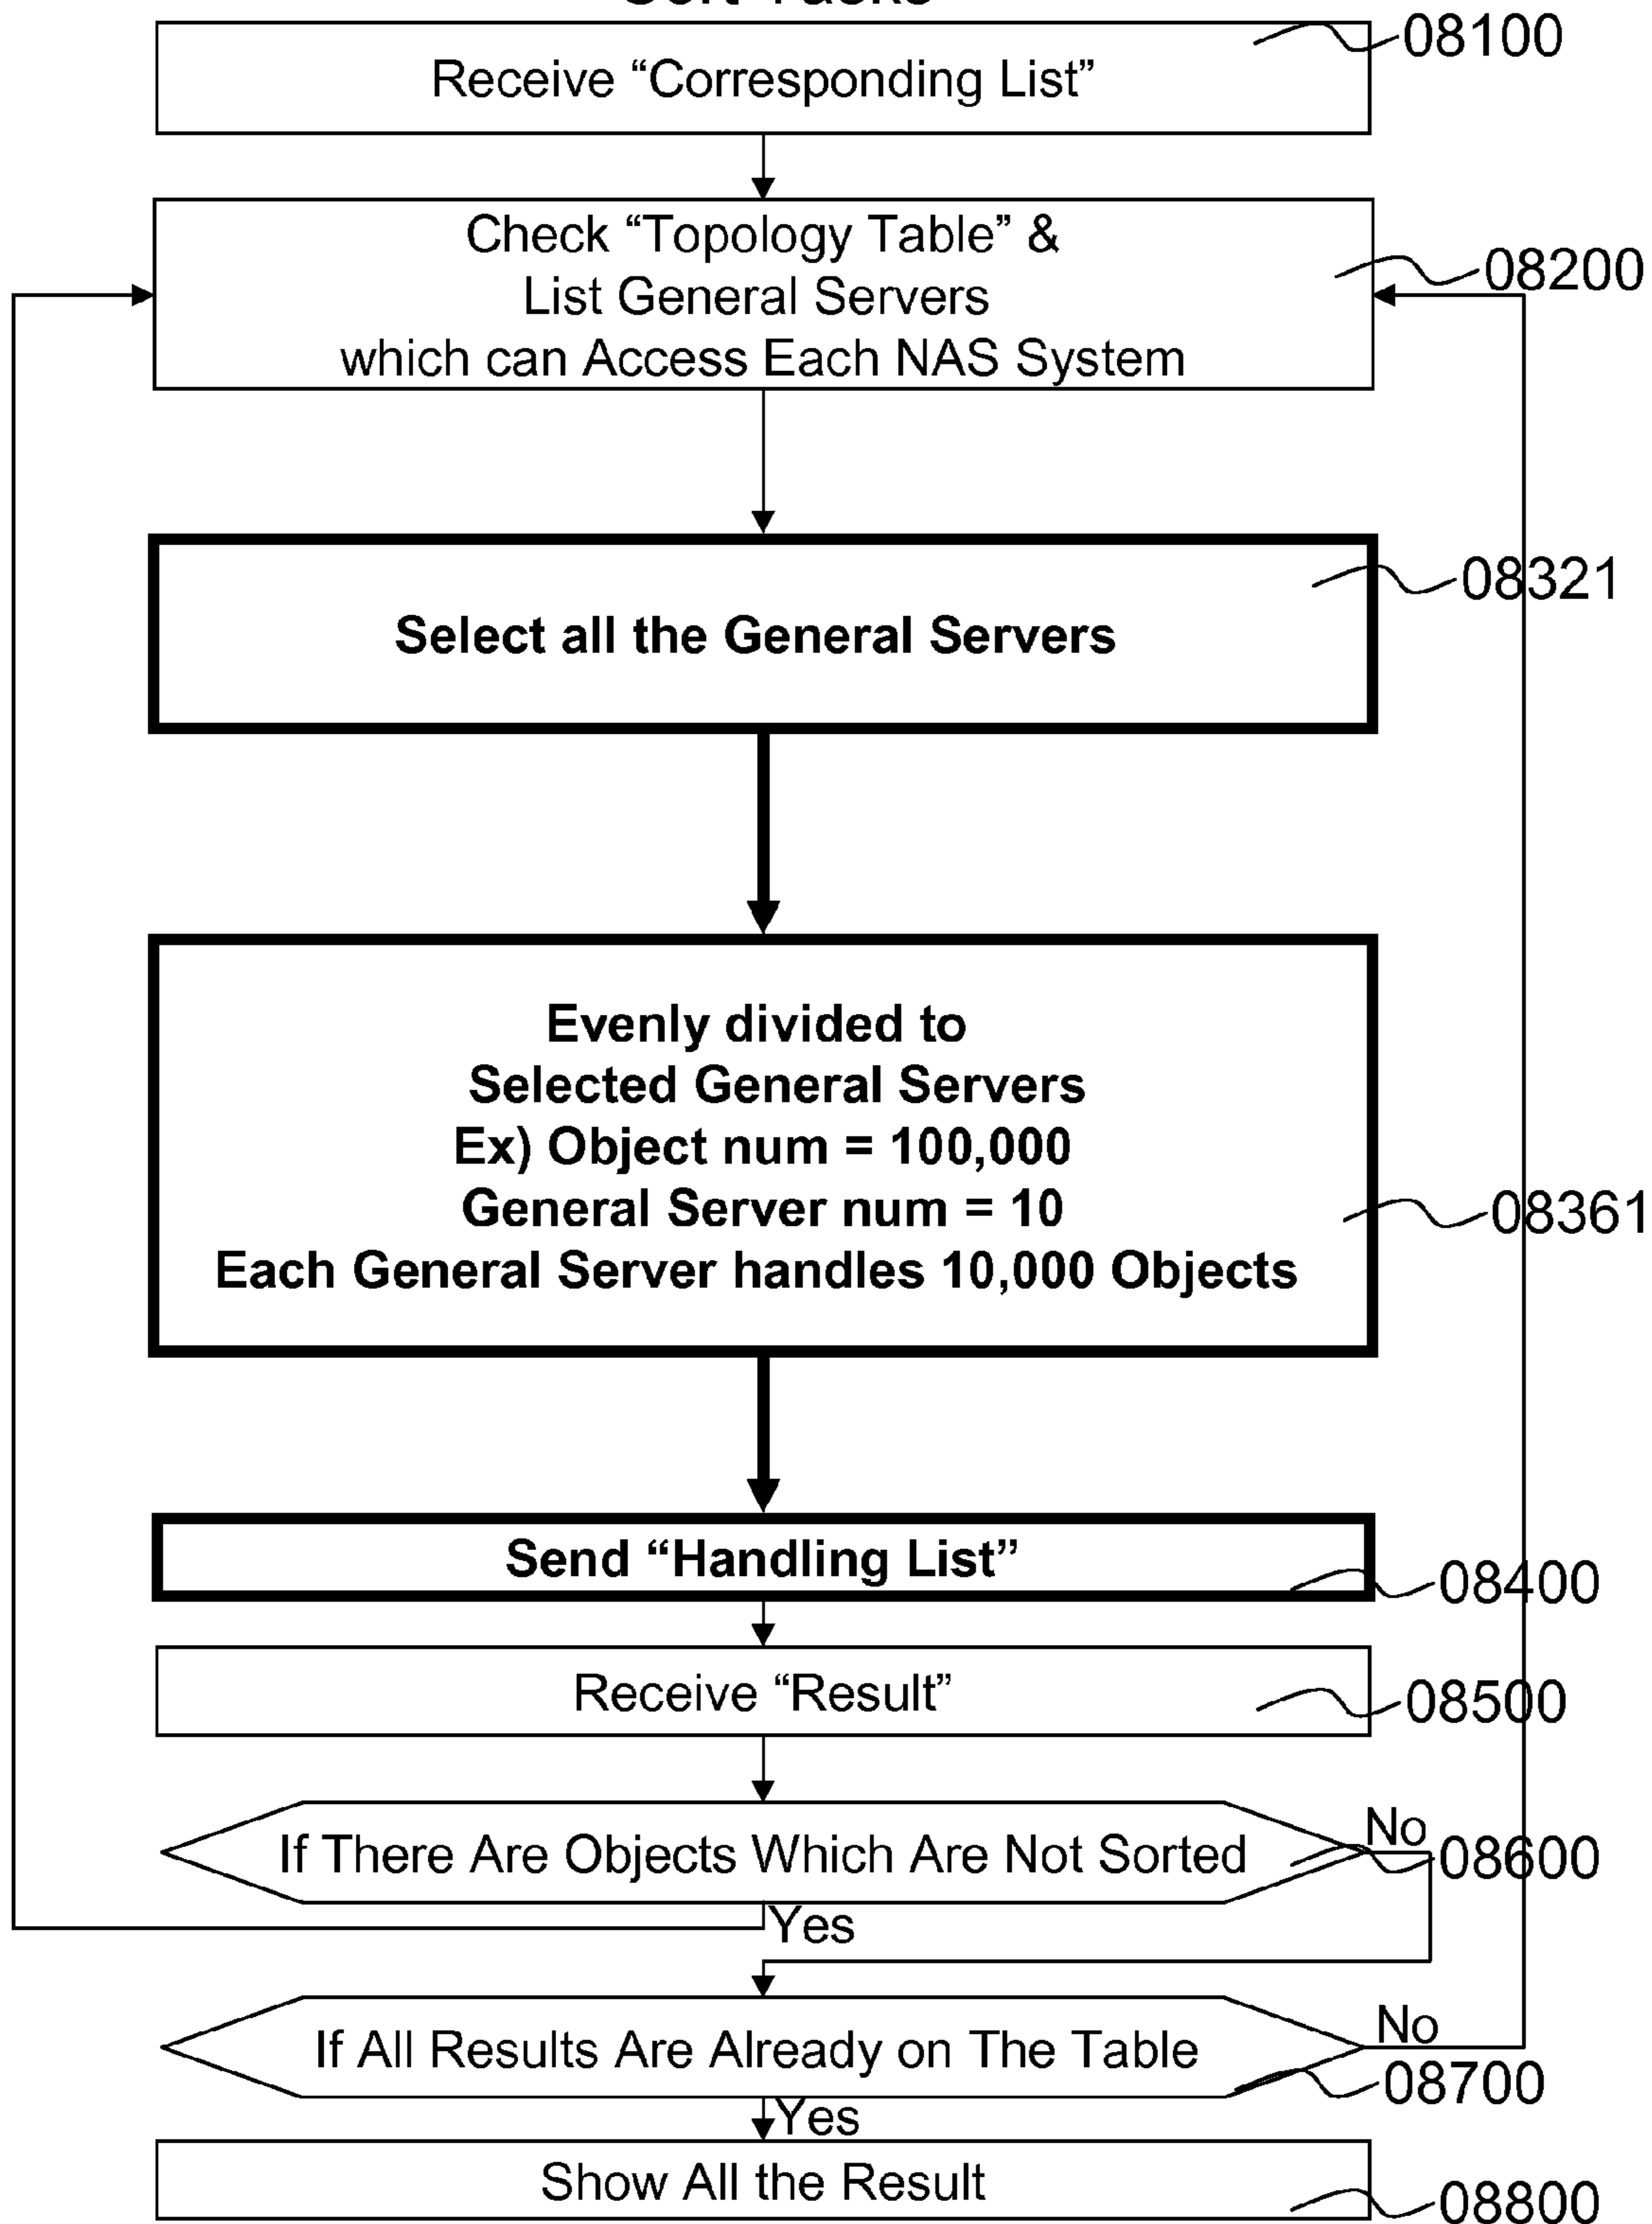 08100
Receive “Corresponding List”
Check “Topology Table” &
List General Servers
which can Access Each NAS System
08200
08321
Select all the General Servers
Evenly divided to
Selected General Servers
Ex) Object num = 100,000
General Server num = 10
Each General Server handles 10,000 Objects
08361
Send “Handling List”
08400
Receive “Result”
08500
If There Are Objects Which Are Not Sorted
No
08600
Yes
If All Results Are Already on The Table
No
08700
Yes
Show All the Result
08800